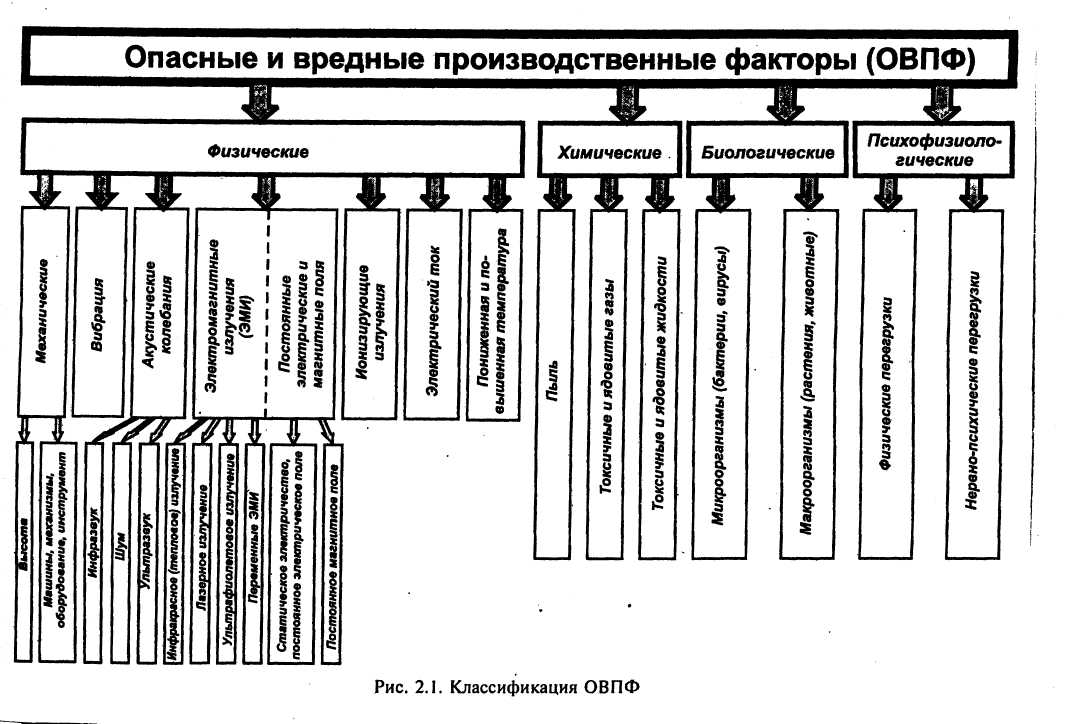 Опасные и вредные производственные факторы (ОВПФ)
Физические
Химические
Биологические
Психофизиоло-
гические
Механические
Вибрация
Акустические
колебания
Электромагнитные
излучения
(ЭМИ)
Постоянные
электрические и
магнитные поля
Ионизирующие
излучения
Электрический ток
Пониженная и по-
вышенная температура
Пыль
Токсичные и ядовитые газы
Токсичные и ядовитые жидкости
Микроорганизмы (бактерии, вирусы)
Макроорганизмы (растения, животные)
Физические перегрузки
Нервно-психические перегрузки
Высота
Машины, механизмы,
оборудование, инструмент
Инфразвук
Шум
Ультразвук
Инфракрасное (тепловое) излучение
Лазерное излучение
Ультрафиолетовое излучение
Переменные ЭМИ
Статическое электричество,
постоянное электрическое поле
Постоянное магнитное поле
Рис. 2.1. Классификация ОВПФ